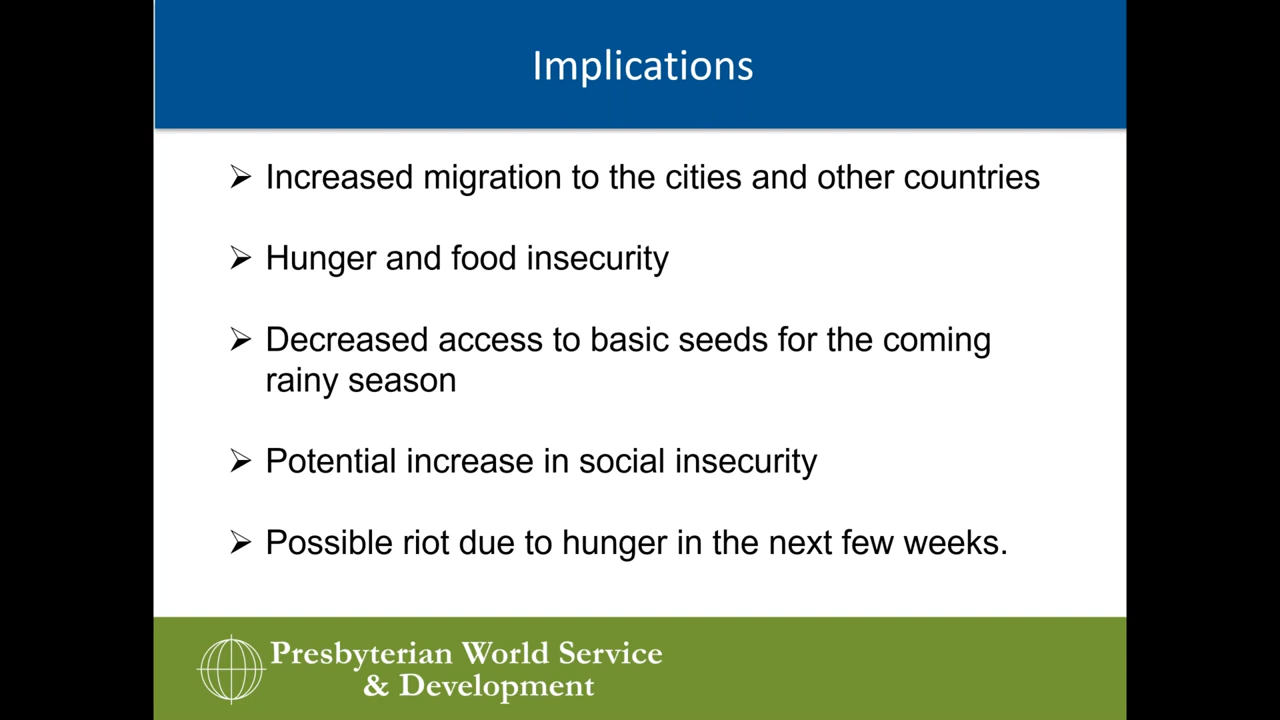 Implications
➢ Increased migration to the cities and other countries
➢ Hunger and food insecurity
➢ Decreased access to basic seeds for the coming
rainy season
➢ Potential increase in social insecurity
➢ Possible riot due to hunger in the next few weeks.
Presbyterian World Service
& Development